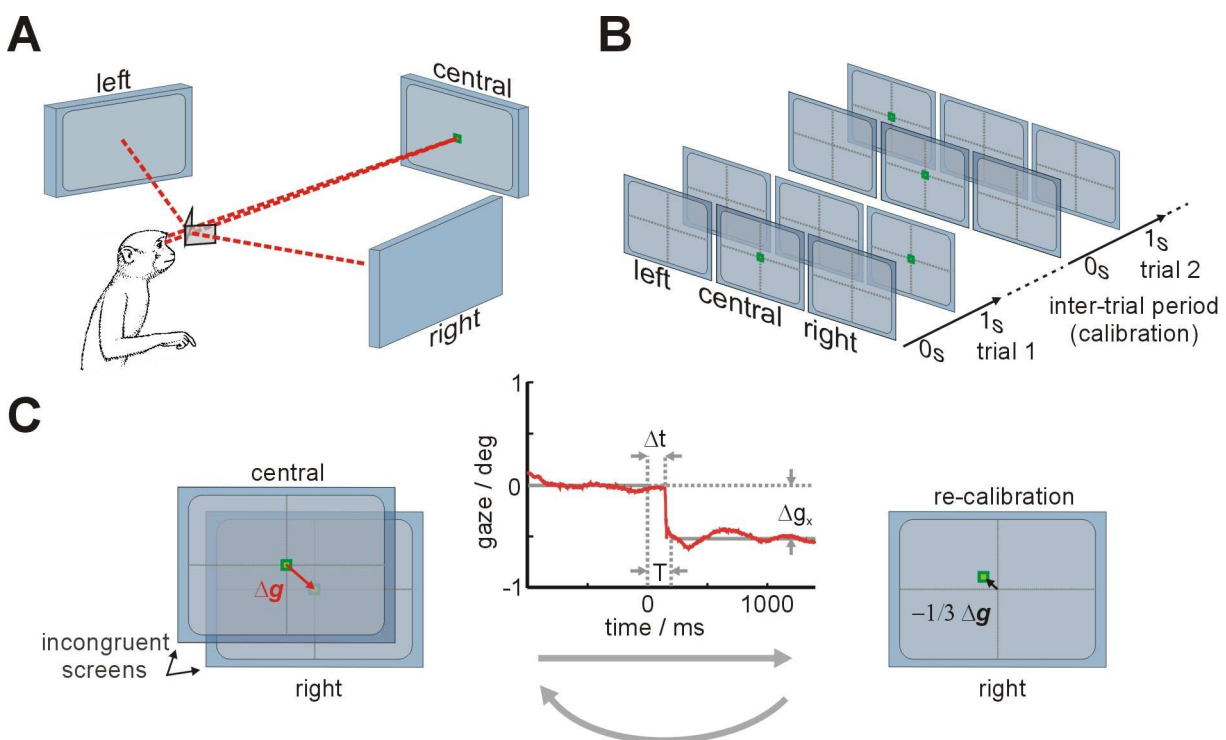 A
left
central
right
B
left
central
right
0s
1s
trial 1
inter-trial period
(calibration)
0s
1s
trial 2
C
central
Δg
incongruent
screens
right
gaze / deg
1
0
-1
Δt
Δgₓ
T
0
1000
time / ms
re-calibration
−1/3 Δg
right